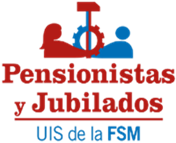 Pensionistas
y Jubilados
UIS de la FSM